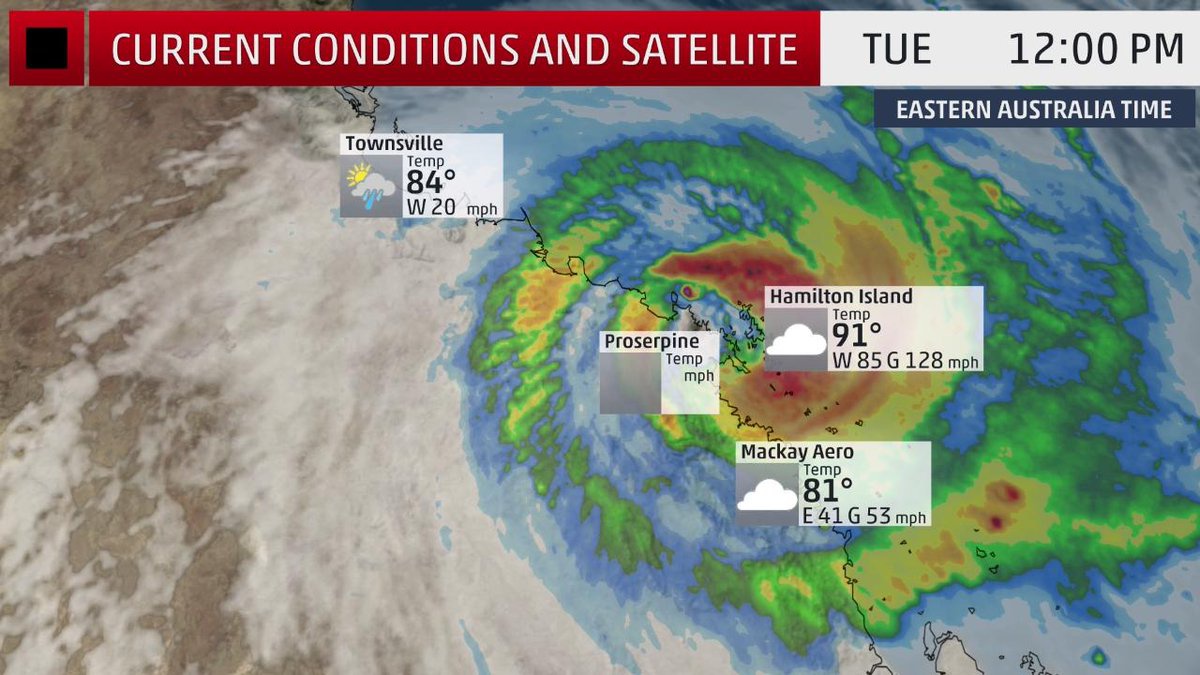 CURRENT CONDITIONS AND SATELLITE
TUE 12:00 PM
EASTERN AUSTRALIA TIME
Townsville
Temp
84°
W 20 mph
Hamilton Island
Temp
91°
W 85 G 128 mph
Proserpine
Temp
mph
Mackay Aero
Temp
81°
E 41 G 53 mph